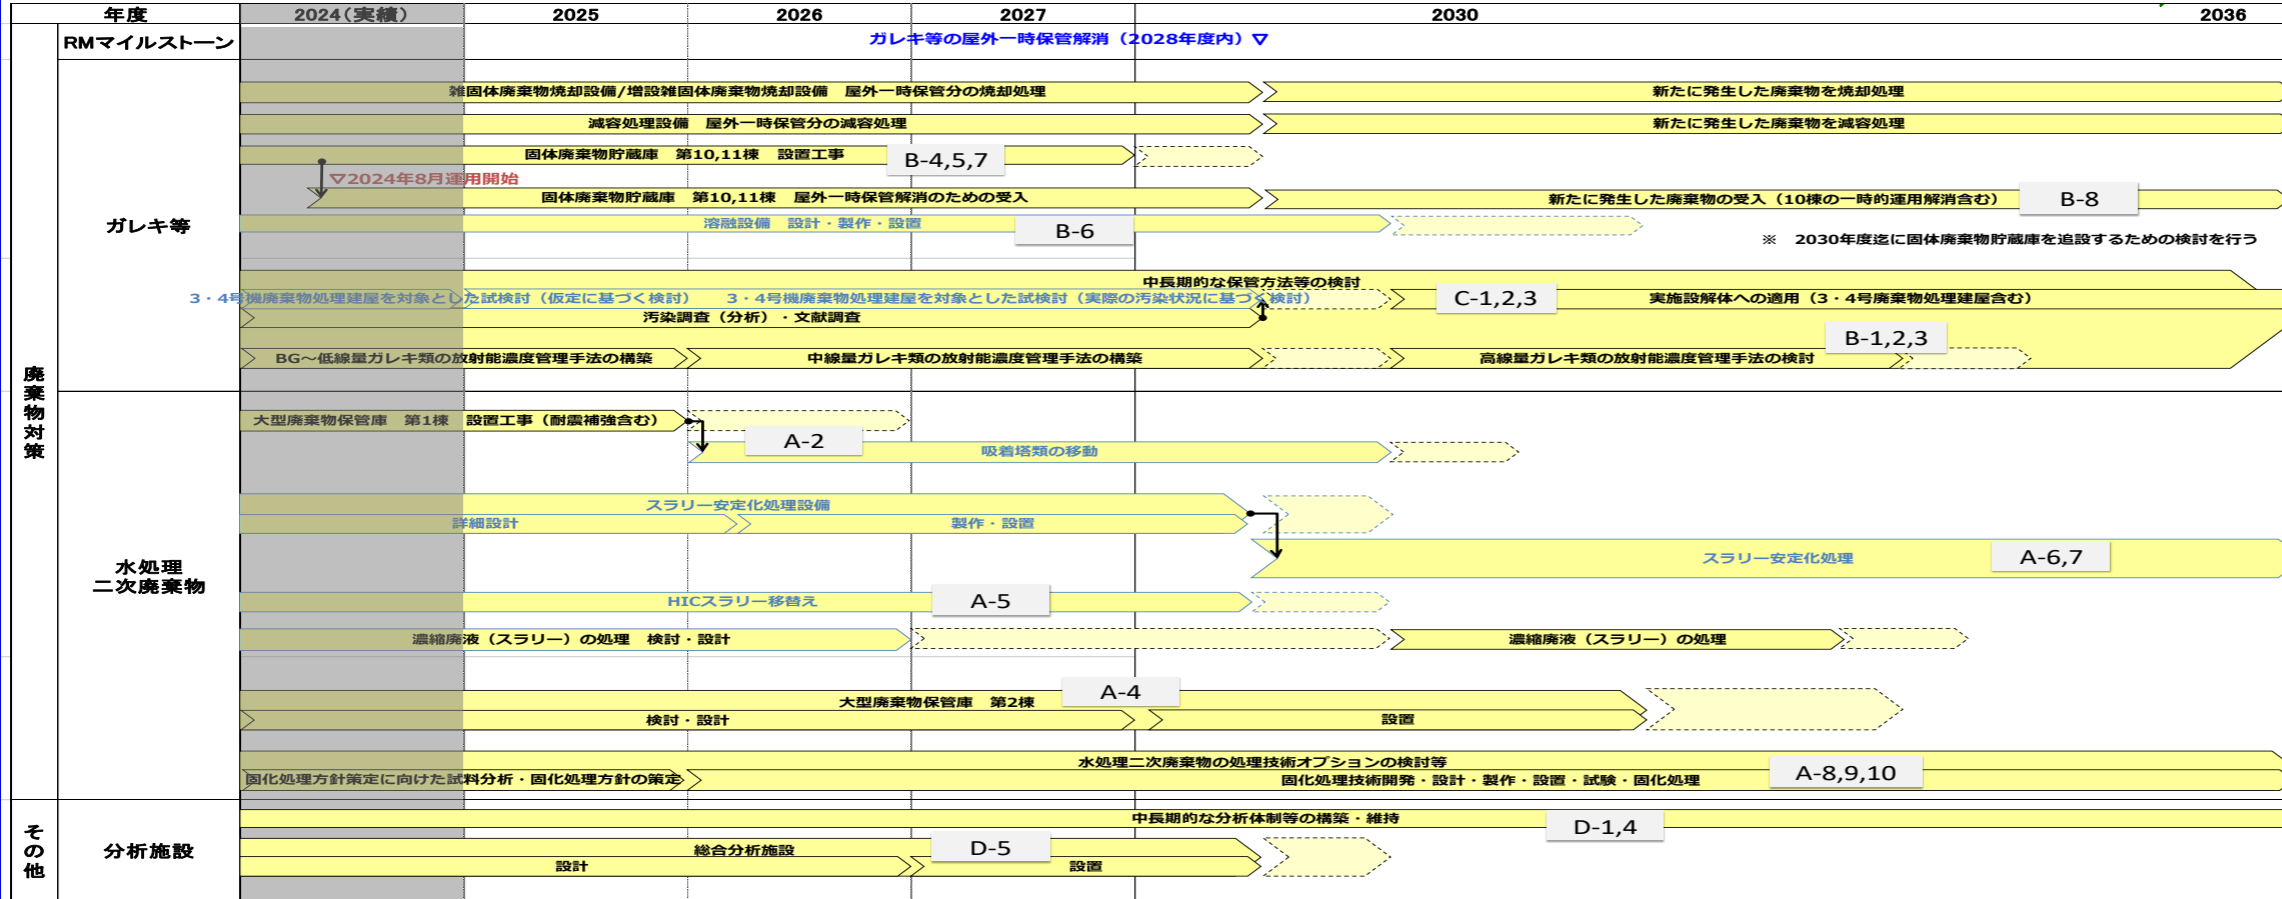 年度 2024(実績) 2025 2026 2027 2030 2036
RMマイルストーン
ガレキ等の屋外一時保管解消（2028年度内）▽
廃棄物対策
ガレキ等
雑固体廃棄物焼却設備/増設雑固体廃棄物焼却設備　屋外一時保管分の焼却処理
新たに発生した廃棄物を焼却処理
減容処理設備　屋外一時保管分の減容処理
新たに発生した廃棄物を減容処理
固体廃棄物貯蔵庫　第10,11棟　設置工事
B-4,5,7
▽2024年8月運用開始
固体廃棄物貯蔵庫　第10,11棟　屋外一時保管解消のための受入
新たに発生した廃棄物の受入（10棟の一時的運用解消含む）
B-8
溶融設備　設計・製作・設置
B-6
※　2030年度迄に固体廃棄物貯蔵庫を追設するための検討を行う
中長期的な保管方法等の検討
3・4号機廃棄物処理建屋を対象とした試検討（仮定に基づく検討）
3・4号機廃棄物処理建屋を対象とした試検討（実際の汚染状況に基づく検討）
C-1,2,3
実施設解体への適用（3・4号廃棄物処理建屋含む）
汚染調査（分析）・文献調査
B-1,2,3
BG～低線量ガレキ類の放射能濃度管理手法の構築
中線量ガレキ類の放射能濃度管理手法の構築
高線量ガレキ類の放射能濃度管理手法の検討
水処理
二次廃棄物
大型廃棄物保管庫　第1棟　設置工事（耐震補強含む）
A-2
吸着塔類の移動
スラリー安定化処理設備
詳細設計
製作・設置
スラリー安定化処理
A-6,7
HICスラリー移替え
A-5
濃縮廃液（スラリー）の処理　検討・設計
濃縮廃液（スラリー）の処理
A-4
大型廃棄物保管庫　第2棟
検討・設計
設置
水処理二次廃棄物の処理技術オプションの検討等
固化処理方針策定に向けた試料分析・固化処理方針の策定
固化処理技術開発・設計・製作・設置・試験・固化処理
A-8,9,10
その他
分析施設
中長期的な分析体制等の構築・維持
D-1,4
総合分析施設
D-5
設計
設置